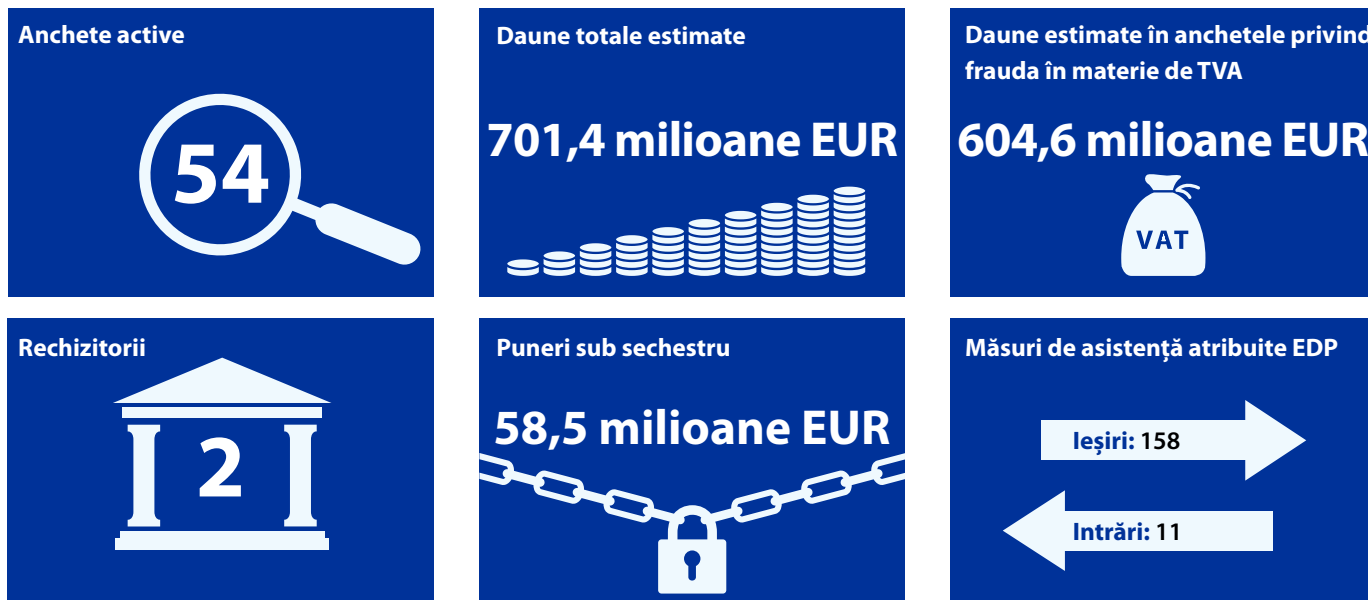 Anchete active
54
Daune totale estimate
701,4 milioane EUR
Daune estimate în anchetele privind
frauda în materie de TVA
604,6 milioane EUR
VAT
Rechizitorii
2
Puneri sub sechestru
58,5 milioane EUR
Măsuri de asistență atribuite EDP
Ieșiri: 158
Intrări: 11